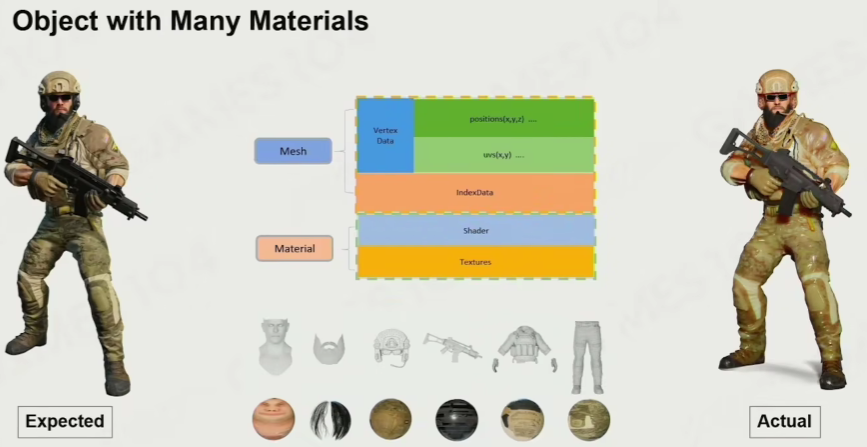 Object with Many Materials
Mesh
Vertex
Data
positions(x,y,z) ....
uvs(x,y) ....
IndexData
Material
Shader
Textures
Expected
Actual